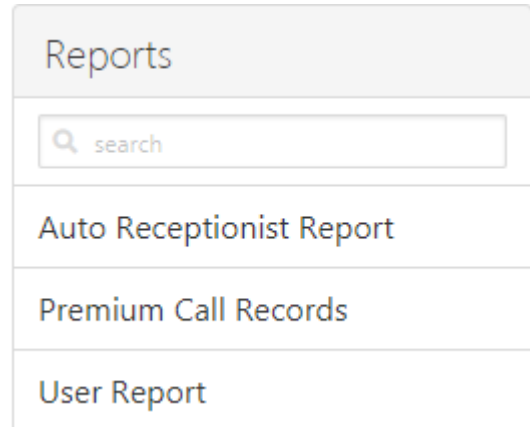 Reports
search
Auto Receptionist Report
Premium Call Records
User Report